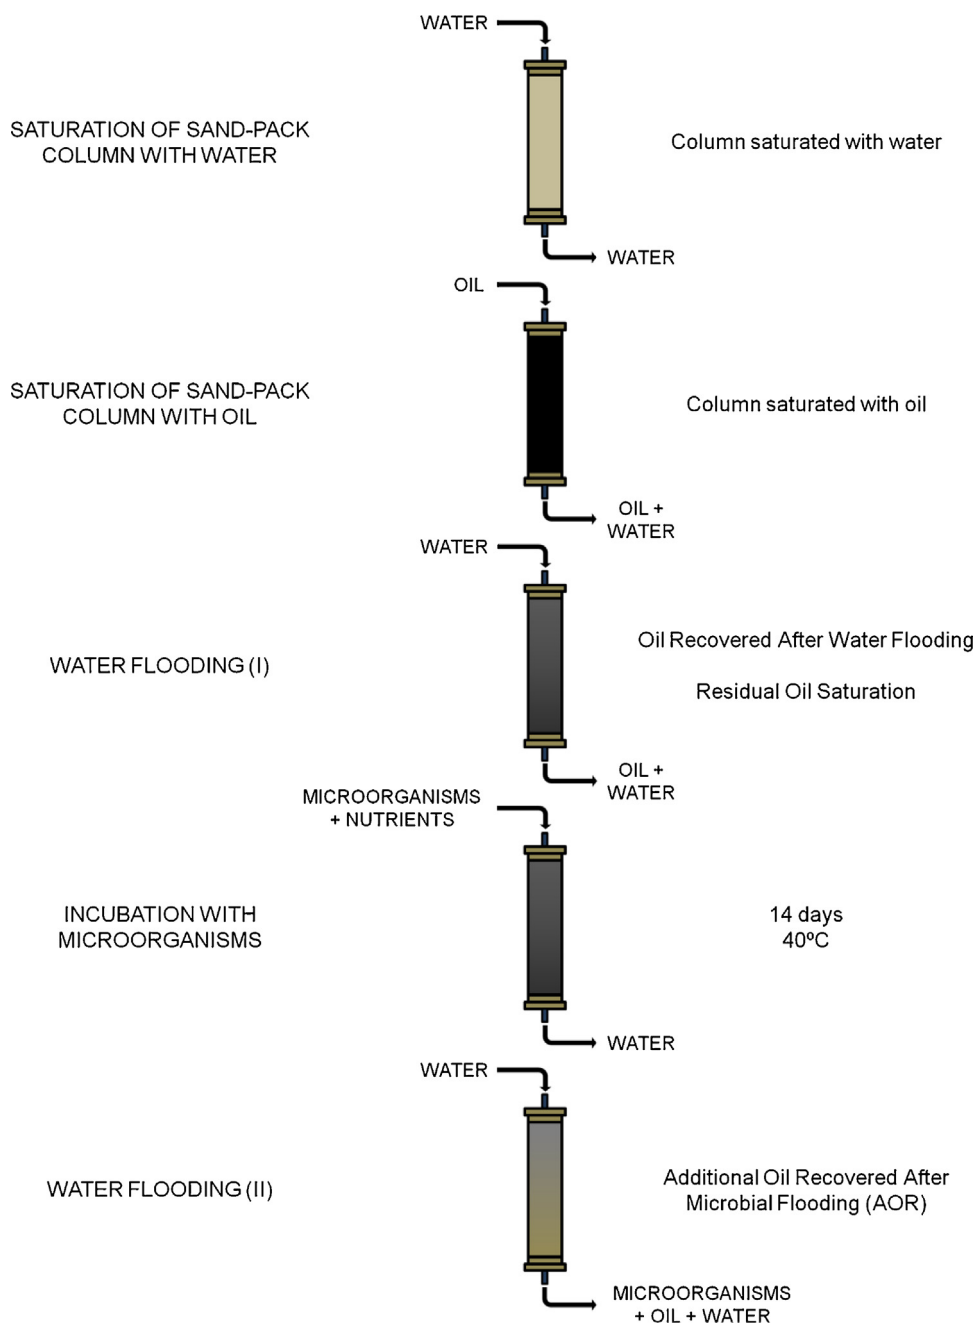 WATER
SATURATION OF SAND-PACK
COLUMN WITH WATER
Column saturated with water
WATER
OIL
SATURATION OF SAND-PACK
COLUMN WITH OIL
Column saturated with oil
OIL +
WATER
WATER
WATER FLOODING (I)
Oil Recovered After Water Flooding
Residual Oil Saturation
OIL +
WATER
MICROORGANISMS
+ NUTRIENTS
INCUBATION WITH
MICROORGANISMS
14 days
40ºC
WATER
WATER
WATER FLOODING (II)
Additional Oil Recovered After
Microbial Flooding (AOR)
MICROORGANISMS
+ OIL + WATER